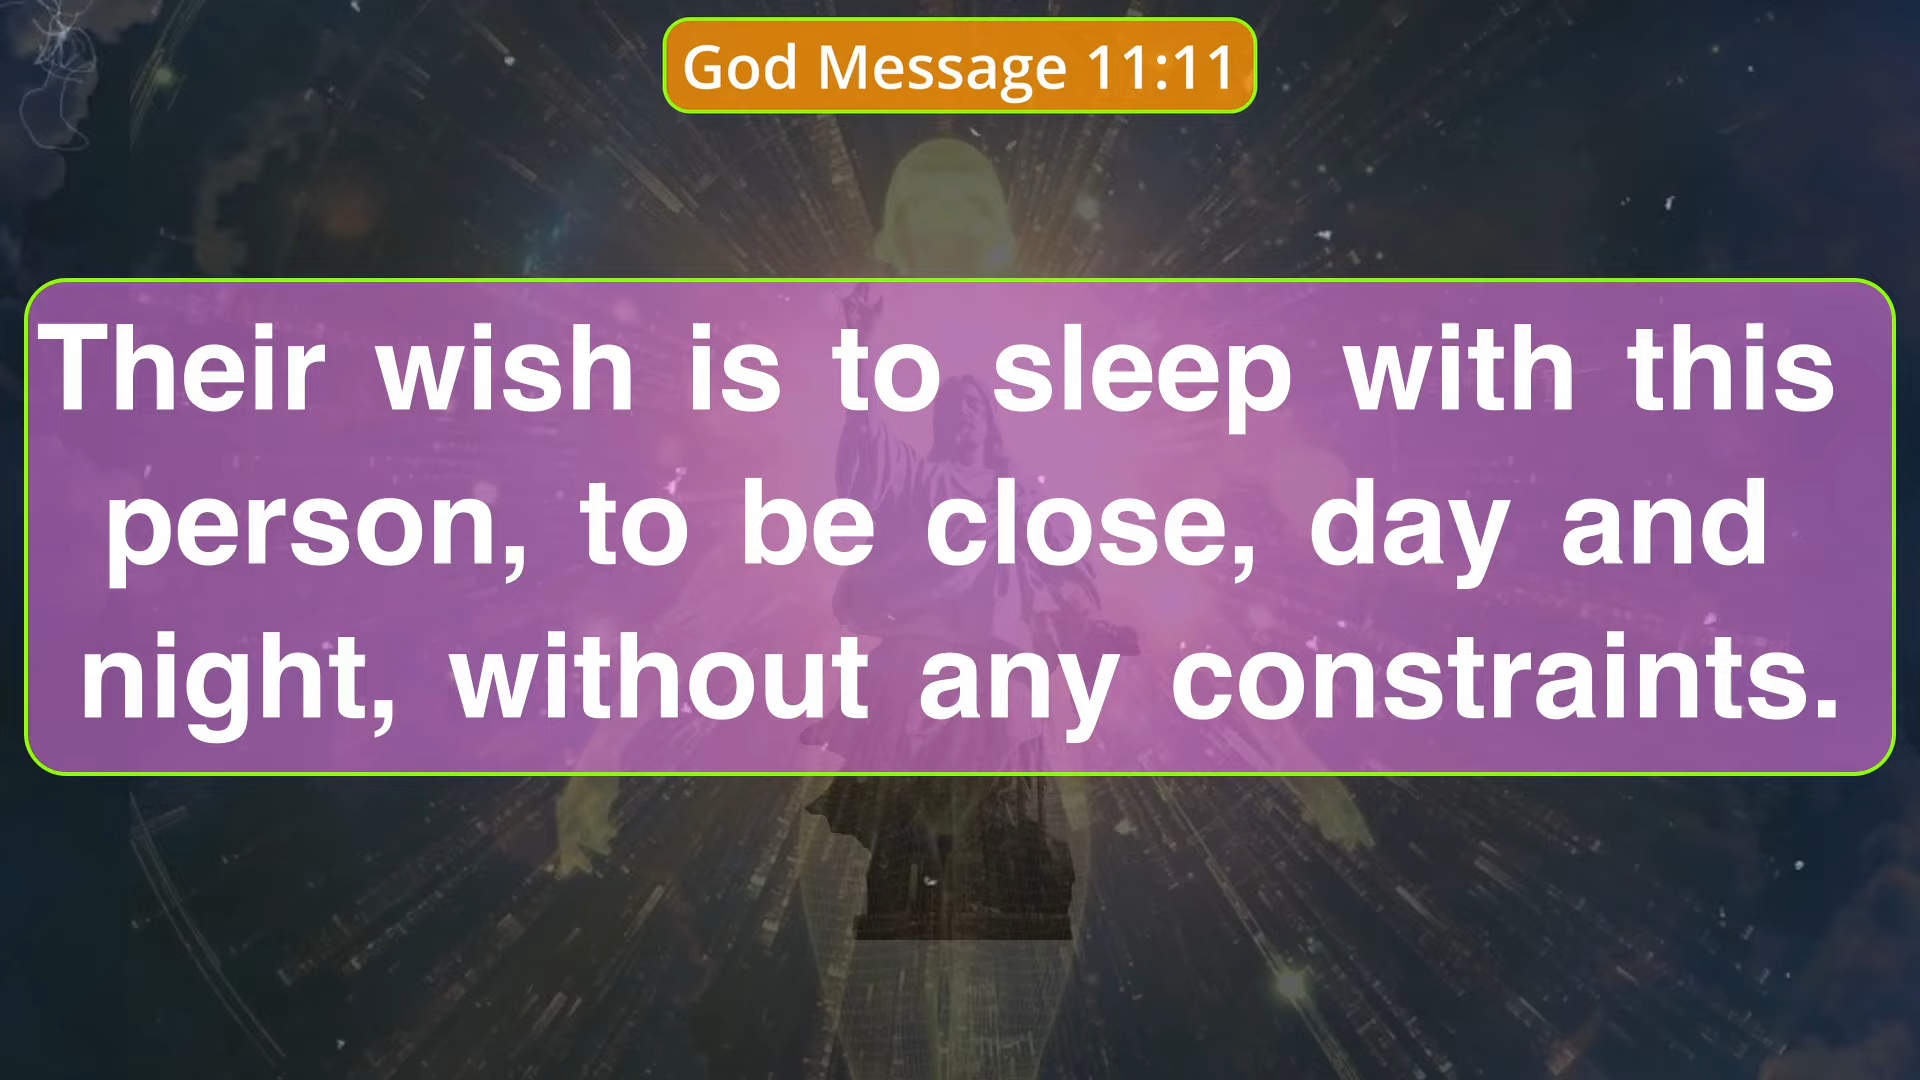 God Message 11:11
Their wish is to sleep with this
person, to be close, day and
night, without any constraints.